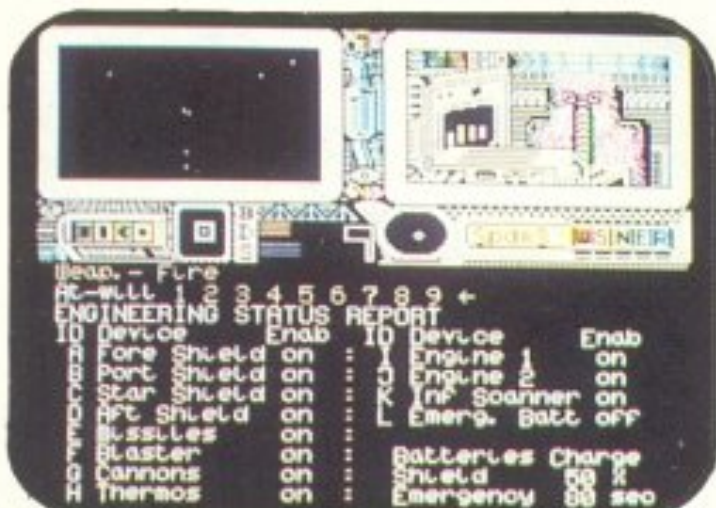 Weap.- Fire
At-will 1 2 3 4 5 6 7 8 9 ←
ENGINEERING STATUS REPORT
ID Device Enab ID Device Enab
A Fore Shield on : I Engine 1 on
B Port Shield on : J Engine 2 on
C Star Shield on : K Inf Scanner on
D Aft Shield on : L Emerg. Batt off
E Missiles on :
F Blaster on : Batteries Charge
G Cannons on : Shield 50 %
H Thermos on : Emergency 80 sec